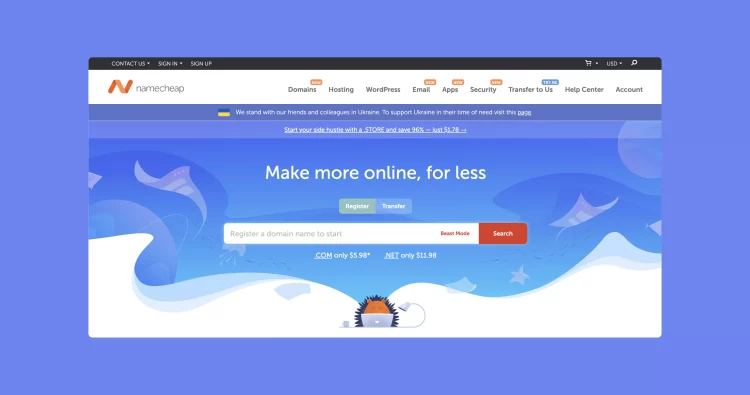 CONTACT US SIGN IN SIGN UP USD
NEW NEW NEW NEW TRY ME
namecheap Domains Hosting WordPress Email Apps Security Transfer to Us Help Center Account
We stand with our friends and colleagues in Ukraine. To support Ukraine in their time of need visit this page
Start your side hustle with a .STORE and save 96% — just $1.78 →
Make more online, for less
Register Transfer
Register a domain name to start Beast Mode Search
.COM only $5.98* .NET only $11.98